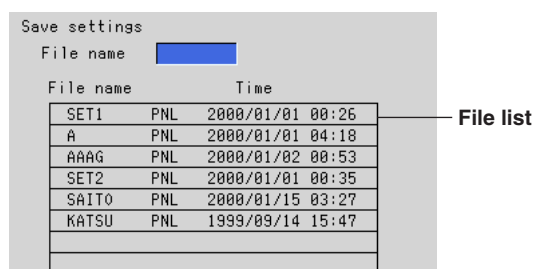 Save settings
File name
File name Time
SET1 PNL 2000/01/01 00:26
File list
A PNL 2000/01/01 04:18
AAAG PNL 2000/01/02 00:53
SET2 PNL 2000/01/01 00:35
SAITO PNL 2000/01/15 03:27
KATSU PNL 1999/09/14 15:47